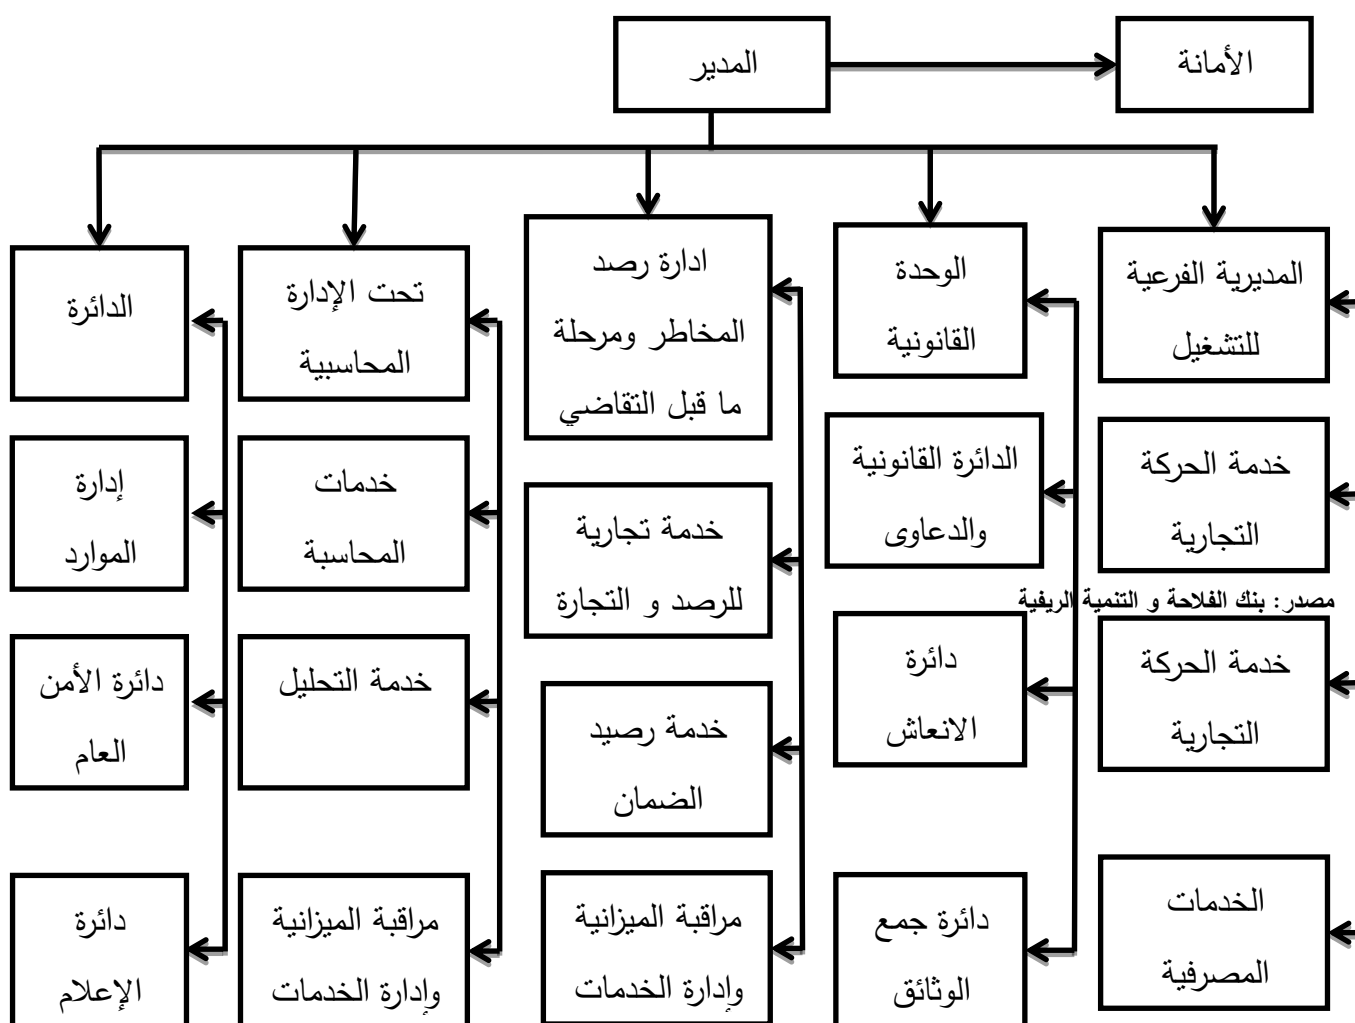 الأمانة
المدير
المديرية الفرعية
للتشغيل
الوحدة
القانونية
ادارة رصد
المخاطر ومرحلة
ما قبل التقاضي
تحت الإدارة
المحاسبية
الدائرة
خدمة الحركة
التجارية
الدائرة القانونية
والدعاوى
خدمة تجارية
للرصد و التجارة
خدمات
المحاسبة
إدارة
الموارد
مصدر: بنك الفلاحة و التنمية الريفية
خدمة الحركة
التجارية
دائرة
الانعاش
خدمة رصيد
الضمان
خدمة التحليل
دائرة الأمن
العام
الخدمات
المصرفية
دائرة جمع
الوثائق
مراقبة الميزانية
وإدارة الخدمات
مراقبة الميزانية
وإدارة الخدمات
دائرة
الإعلام